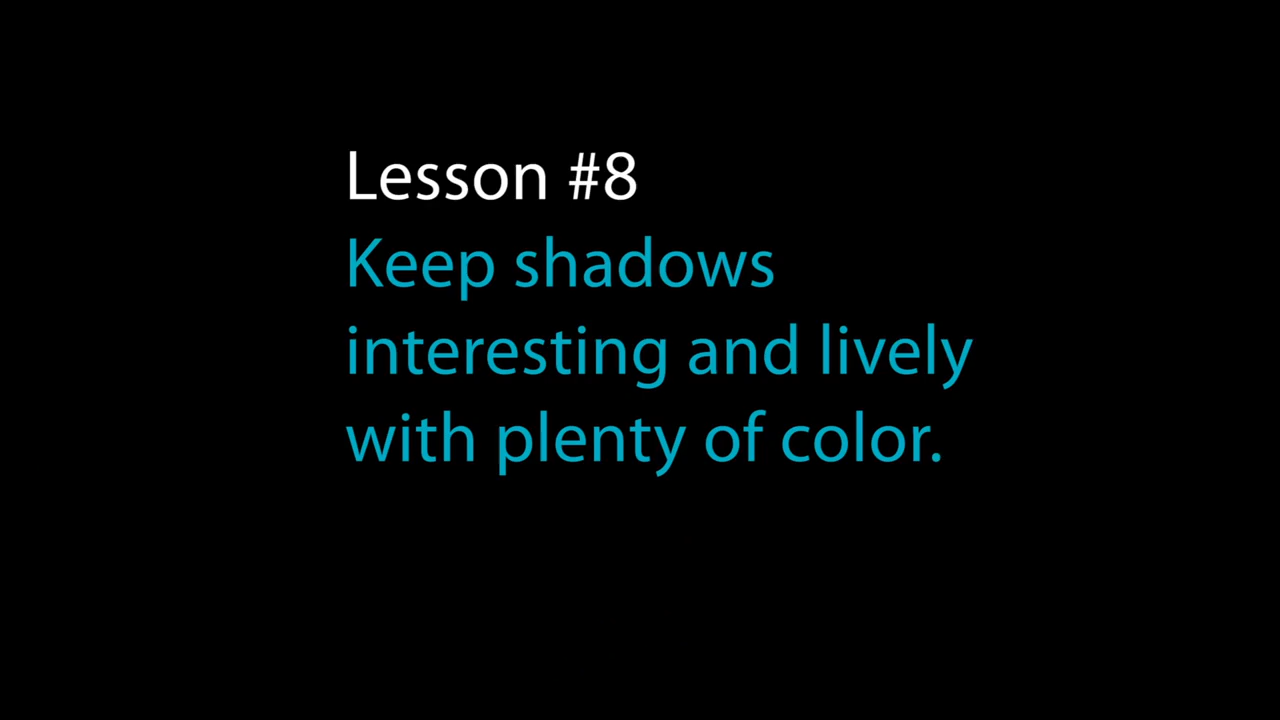 Lesson #8
Keep shadows
interesting and lively
with plenty of color.